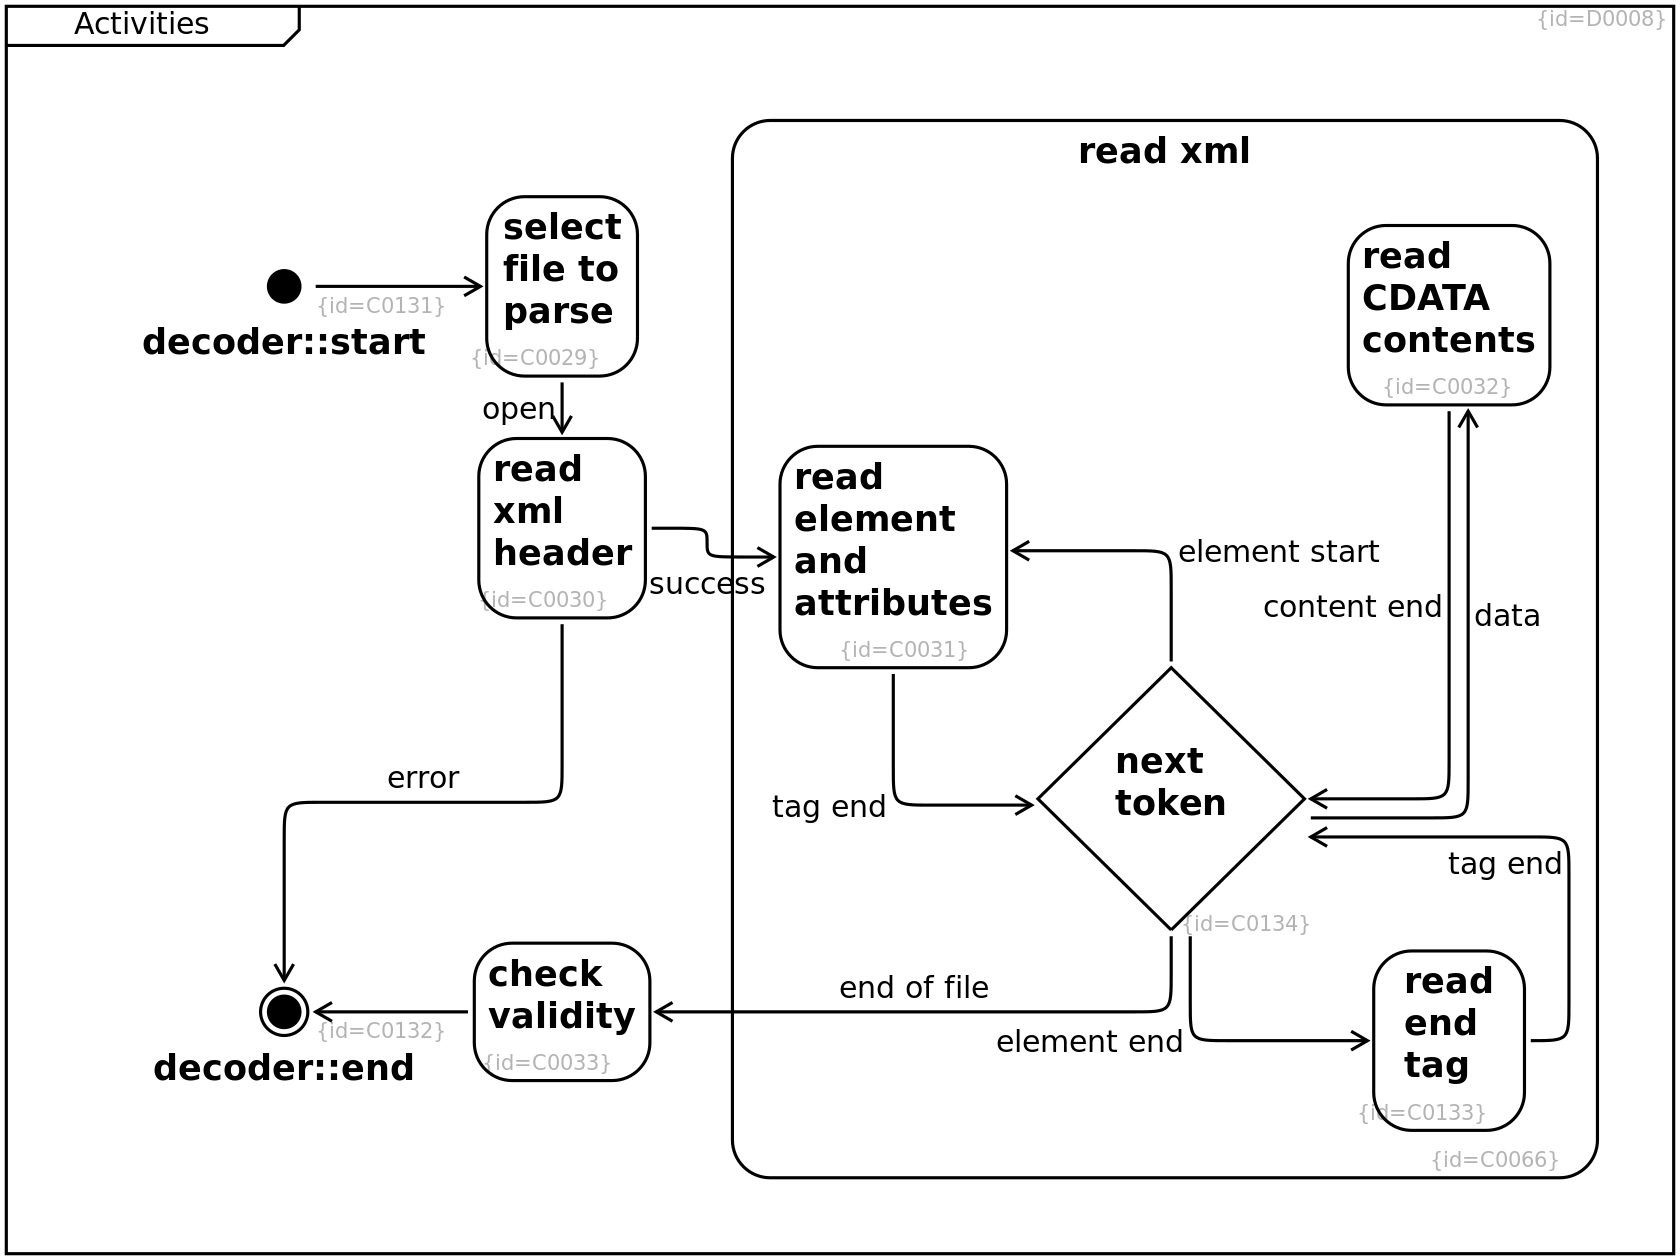 Activities
{id=D0008}
read xml
select
file to
parse
{id=C0029}
{id=C0131}
decoder::start
read
CDATA
contents
{id=C0032}
open
read
xml
header
{id=C0030}
success
read
element
and
attributes
{id=C0031}
element start
content end
data
next
token
{id=C0134}
error
tag end
tag end
end of file
element end
check
validity
{id=C0033}
{id=C0132}
decoder::end
read
end
tag
{id=C0133}
{id=C0066}